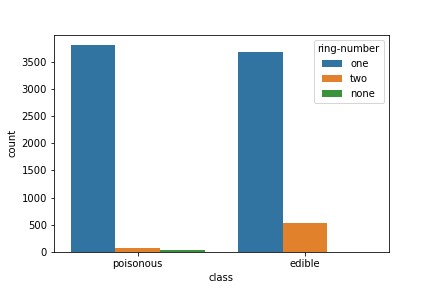 ring-number
one
two
none
3500
3000
2500
2000
1500
1000
500
0
count
poisonous
edible
class